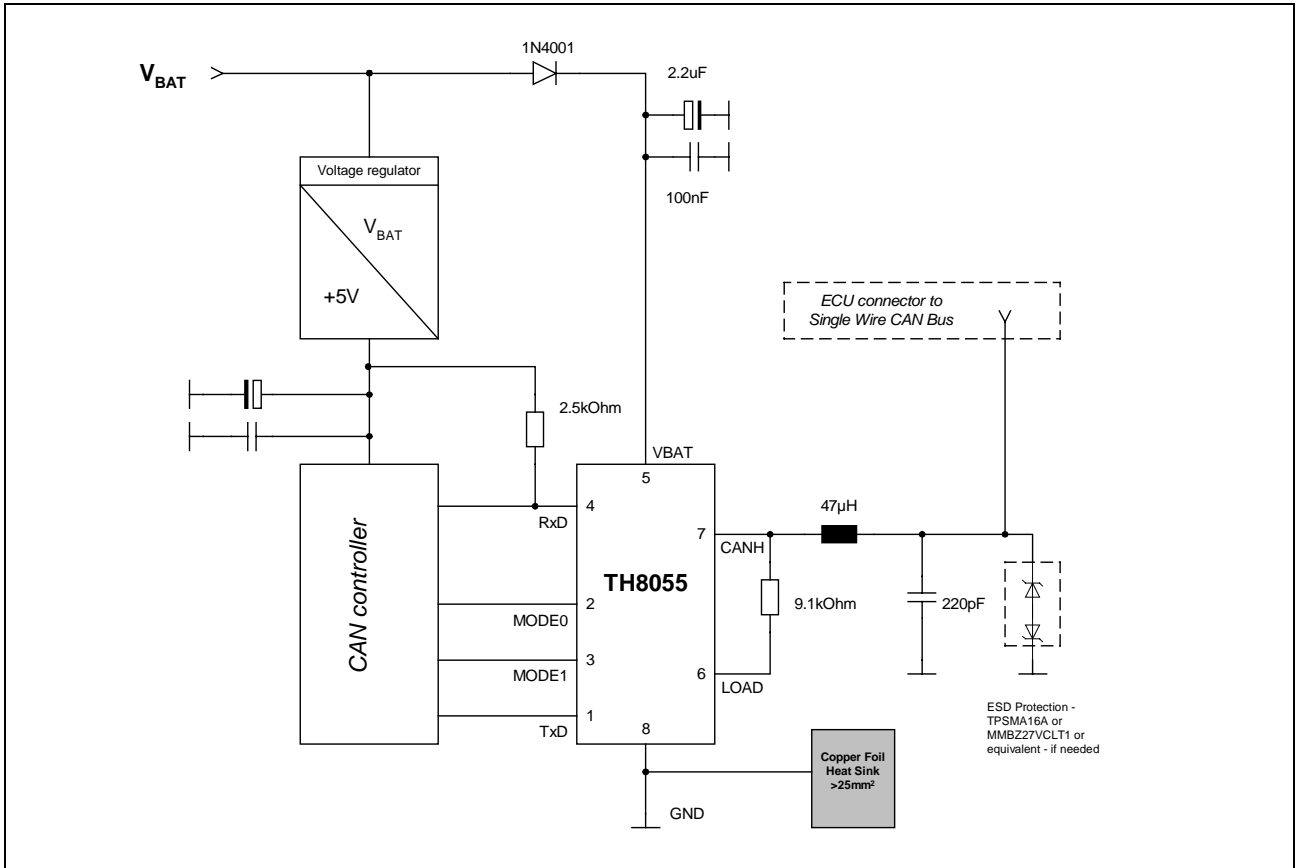 1N4001
VBAT
2.2uF
100nF
Voltage regulator
VBAT
+5V
ECU connector to
Single Wire CAN Bus
2.5kOhm
VBAT
5
4
RxD
47µH
7
CANH
TH8055
CAN controller
2
MODE0
9.1kOhm
220pF
3
MODE1
6
LOAD
1
TxD
8
ESD Protection -
TPSMA16A or
MMBZ27VCLT1 or
equivalent - if needed
Copper Foil
Heat Sink
>25mm²
GND